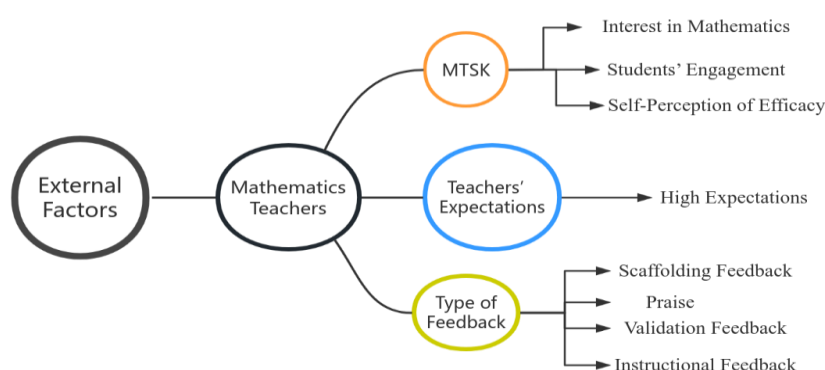 External
Factors
Mathematics
Teachers
MTSK
Interest in Mathematics
Students’ Engagement
Self-Perception of Efficacy
Teachers’
Expectations
High Expectations
Type of
Feedback
Scaffolding Feedback
Praise
Validation Feedback
Instructional Feedback